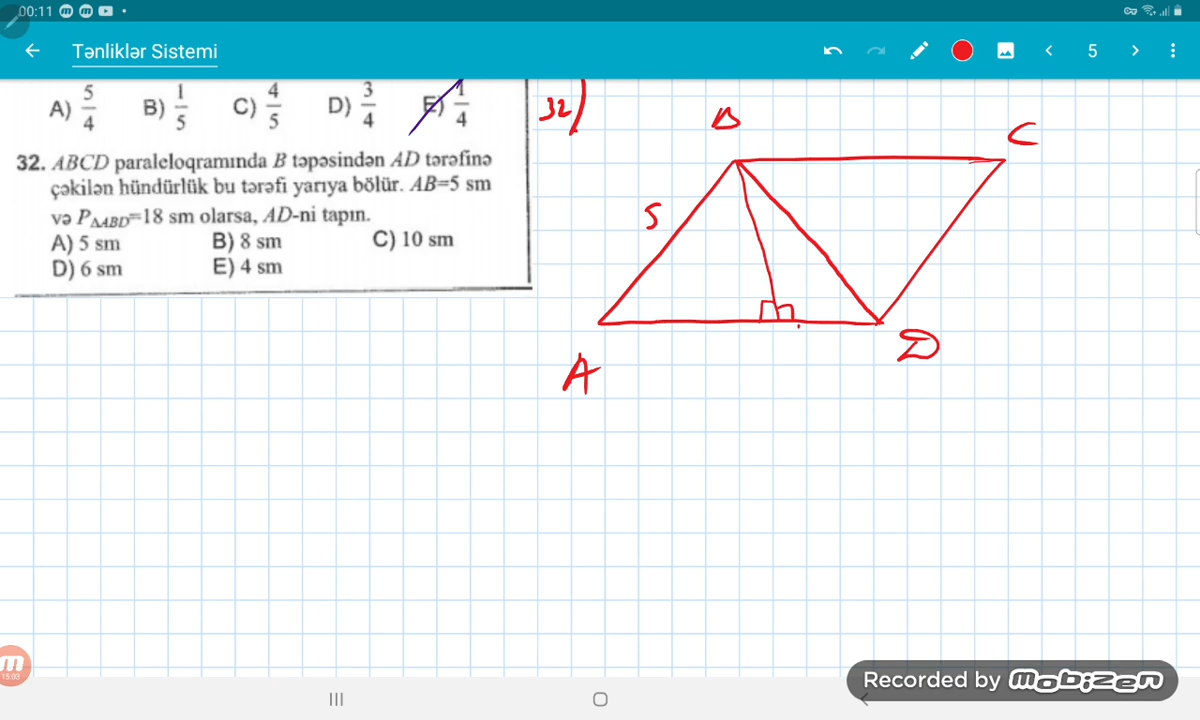 00:11
Tənliklər Sistemi
5
A) 5/4 B) 1/5 C) 4/5 D) 3/4 E) 1/4
32. ABCD paraleloqramında B təpəsindən AD tərəfinə
çəkilən hündürlük bu tərəfi yarıya bölür. AB=5 sm
və P△ABD=18 sm olarsa, AD-ni tapın.
A) 5 sm B) 8 sm C) 10 sm
D) 6 sm E) 4 sm
32)
B
C
5
A
D
15:03
Recorded by mobizen